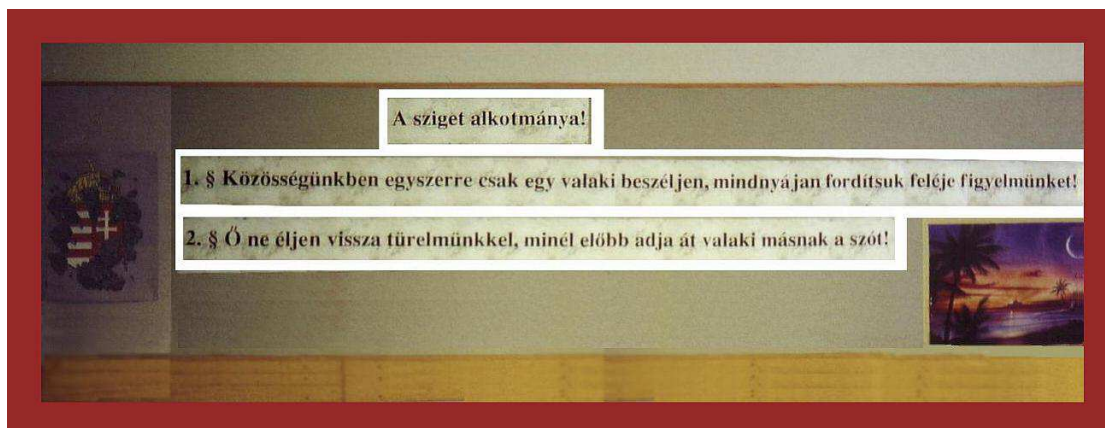 A sziget alkotmánya!
1. § Közösségünkben egyszerre csak egy valaki beszéljen, mindnyájan fordítsuk feléje figyelmünket!
2. § Ő ne éljen vissza türelmünkkel, minél előbb adja át valaki másnak a szót!